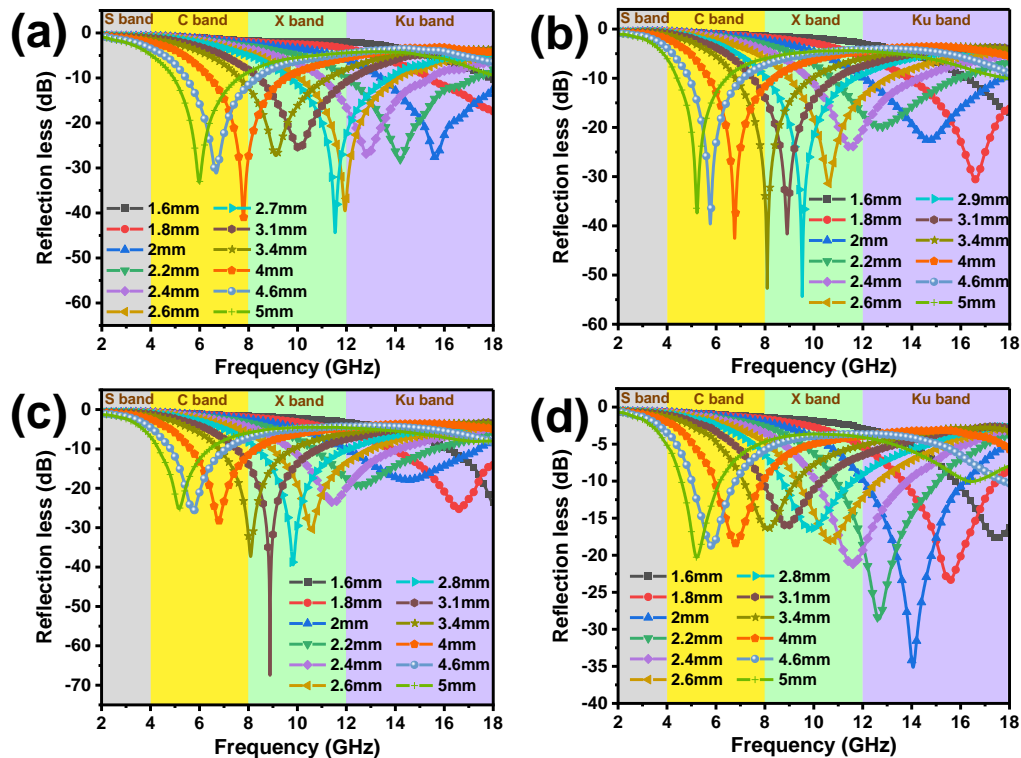 (a)
S band C band X band Ku band
0
-10
-20
-30
-40
-50
-60
Reflection less (dB)
1.6mm 2.7mm
1.8mm 3.1mm
2mm 3.4mm
2.2mm 4mm
2.4mm 4.6mm
2.6mm 5mm
2 4 6 8 10 12 14 16 18
Frequency (GHz)
(b)
S band C band X band Ku band
0
-10
-20
-30
-40
-50
-60
Reflection less (dB)
1.6mm 2.9mm
1.8mm 3.1mm
2mm 3.4mm
2.2mm 4mm
2.4mm 4.6mm
2.6mm 5mm
2 4 6 8 10 12 14 16 18
Frequency (GHz)
(c)
S band C band X band Ku band
0
-10
-20
-30
-40
-50
-60
-70
Reflection less (dB)
1.6mm 2.8mm
1.8mm 3.1mm
2mm 3.4mm
2.2mm 4mm
2.4mm 4.6mm
2.6mm 5mm
2 4 6 8 10 12 14 16 18
Frequency (GHz)
(d)
S band C band X band Ku band
0
-5
-10
-15
-20
-25
-30
-35
-40
Reflection less (dB)
1.6mm 2.8mm
1.8mm 3.1mm
2mm 3.4mm
2.2mm 4mm
2.4mm 4.6mm
2.6mm 5mm
2 4 6 8 10 12 14 16 18
Frequency (GHz)